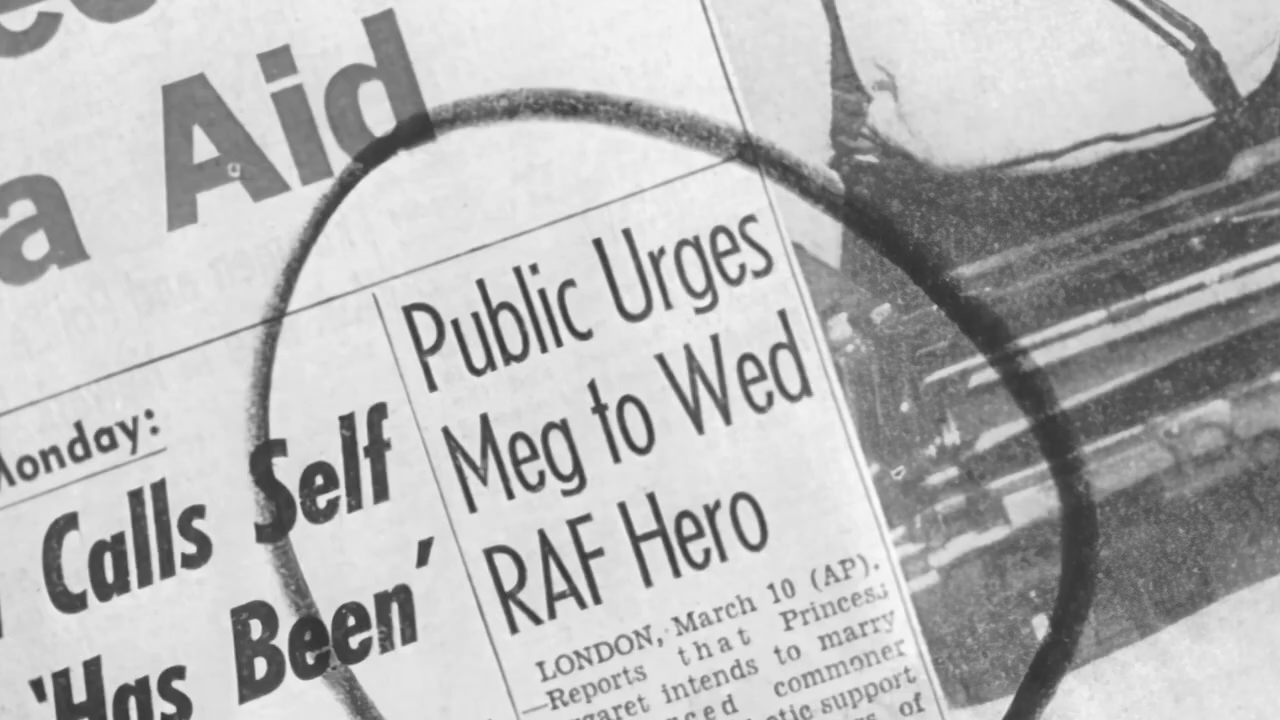 a Aid
Monday:
Calls Self
'Has Been'
Public Urges
Meg to Wed
RAF Hero
LONDON, March 10 (AP).
—Reports that Princess
intends to marry
commoner
support
of